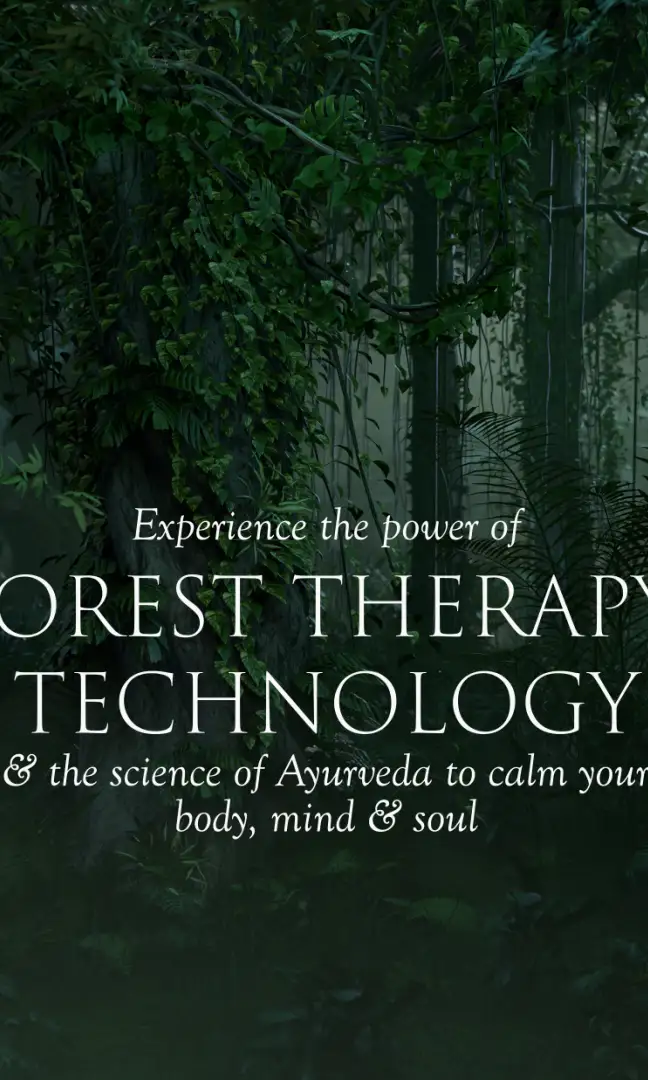 Experience the power of
OREST THERAPY
TECHNOLOGY
& the science of Ayurveda to calm your
body, mind & soul